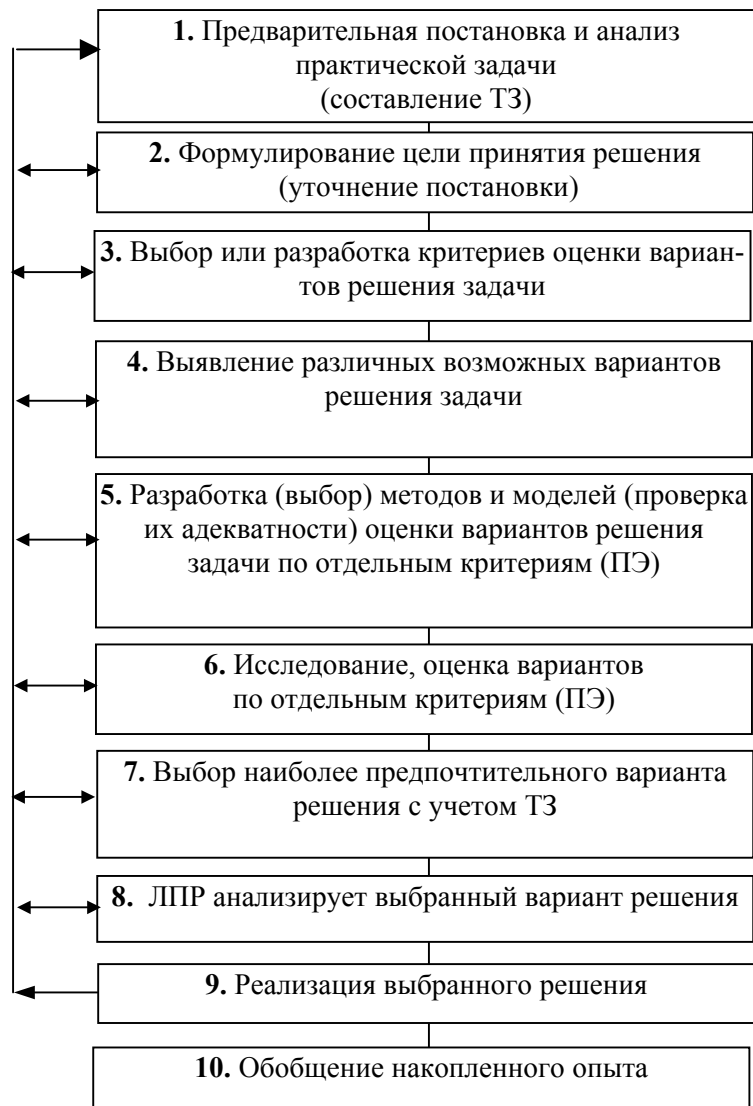 1. Предварительная постановка и анализ
практической задачи
(составление ТЗ)
2. Формулирование цели принятия решения
(уточнение постановки)
3. Выбор или разработка критериев оценки вариан-
тов решения задачи
4. Выявление различных возможных вариантов
решения задачи
5. Разработка (выбор) методов и моделей (проверка
их адекватности) оценки вариантов решения
задачи по отдельным критериям (ПЭ)
6. Исследование, оценка вариантов
по отдельным критериям (ПЭ)
7. Выбор наиболее предпочтительного варианта
решения с учетом ТЗ
8. ЛПР анализирует выбранный вариант решения
9. Реализация выбранного решения
10. Обобщение накопленного опыта